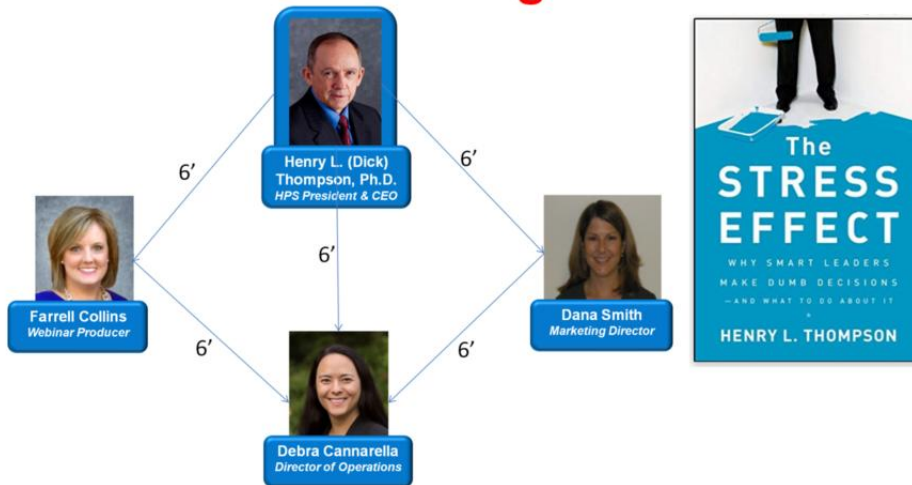 6’
6’
Henry L. (Dick)
Thompson, Ph.D.
HPS President & CEO
6’
Farrell Collins
Webinar Producer
Dana Smith
Marketing Director
6’
6’
Debra Cannarella
Director of Operations
The
STRESS
EFFECT
WHY SMART LEADERS
MAKE DUMB DECISIONS
—AND WHAT TO DO ABOUT IT
HENRY L. THOMPSON